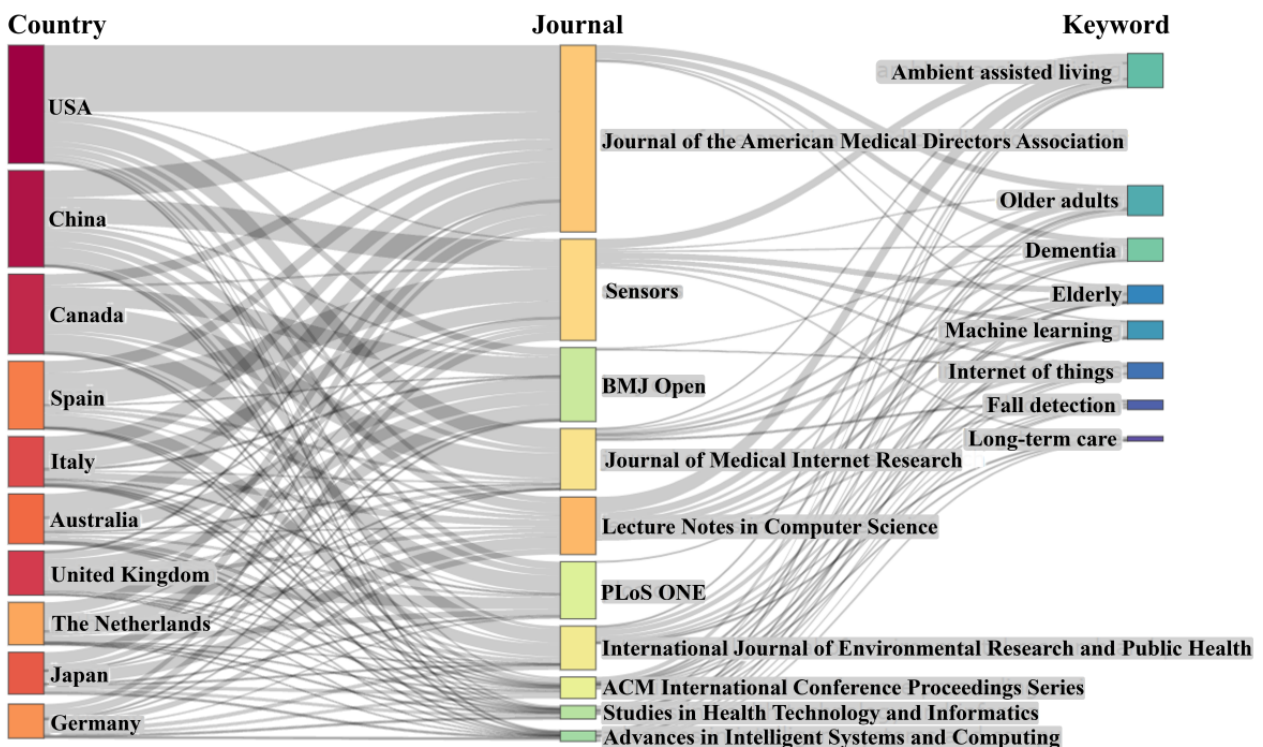 Country
Journal
Keyword
USA
China
Canada
Spain
Italy
Australia
United Kingdom
The Netherlands
Japan
Germany
Journal of the American Medical Directors Association
Sensors
BMJ Open
Journal of Medical Internet Research
Lecture Notes in Computer Science
PLoS ONE
International Journal of Environmental Research and Public Health
ACM International Conference Proceedings Series
Studies in Health Technology and Informatics
Advances in Intelligent Systems and Computing
Ambient assisted living
Older adults
Dementia
Elderly
Machine learning
Internet of things
Fall detection
Long-term care